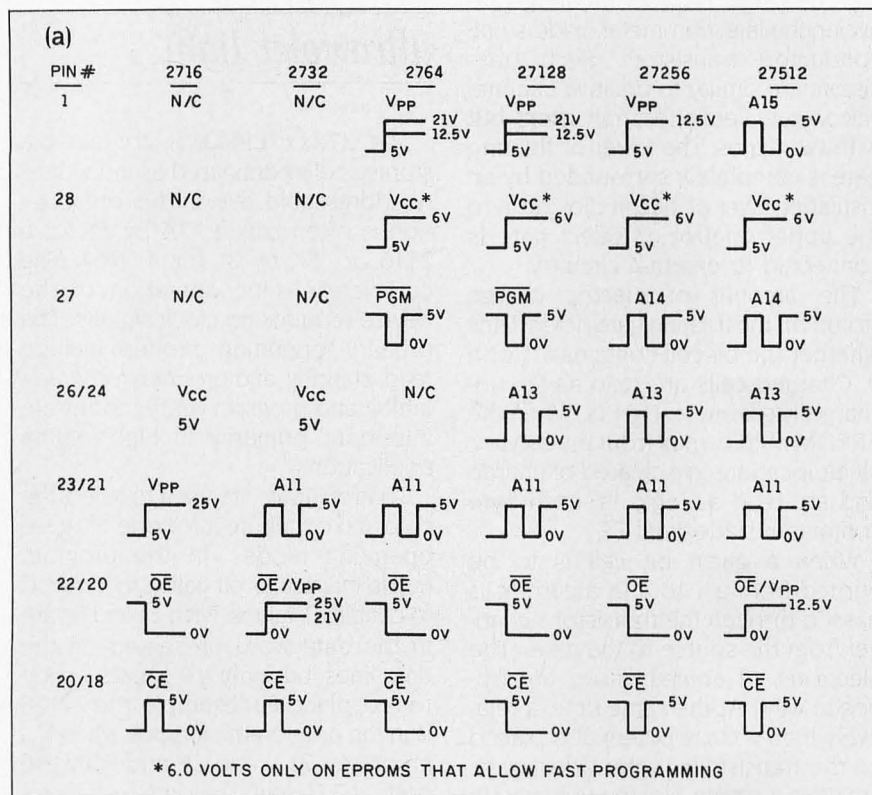 (a)
PIN # 2716 2732 2764 27128 27256 27512
1 N/C N/C VPP VPP VPP A15
21V 21V
12.5V 12.5V 12.5V 5V
5V 5V 5V 0V
28 N/C N/C Vcc* Vcc* Vcc* Vcc*
6V 6V 6V 6V
5V 5V 5V 5V
27 N/C N/C PGM PGM A14 A14
5V 5V 5V 5V
0V 0V 0V 0V
26/24 Vcc Vcc N/C A13 A13 A13
5V 5V 5V 5V 5V
0V 0V 0V
23/21 VPP A11 A11 A11 A11 A11
25V 5V 5V 5V 5V 5V
5V 0V 0V 0V 0V 0V
22/20 OE OE/VPP OE OE OE OE/VPP
5V 25V 5V 5V 5V 12.5V
21V
0V 0V 0V 0V 0V 0V
20/18 CE CE CE CE CE CE
5V 5V 5V 5V 5V 5V
0V 0V 0V 0V 0V 0V
*6.0 VOLTS ONLY ON EPROMS THAT ALLOW FAST PROGRAMMING